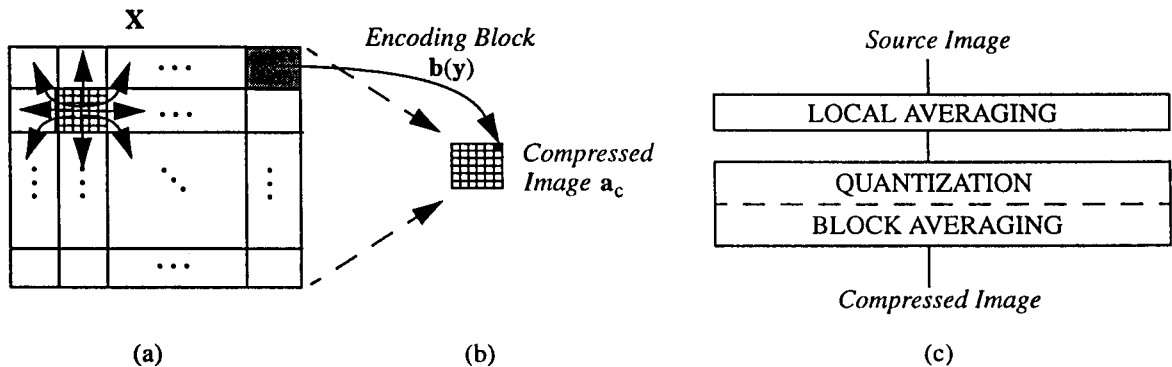 X
Encoding Block
b(y)
Compressed
Image a_c
(a)
(b)
Source Image
LOCAL AVERAGING
QUANTIZATION
BLOCK AVERAGING
Compressed Image
(c)